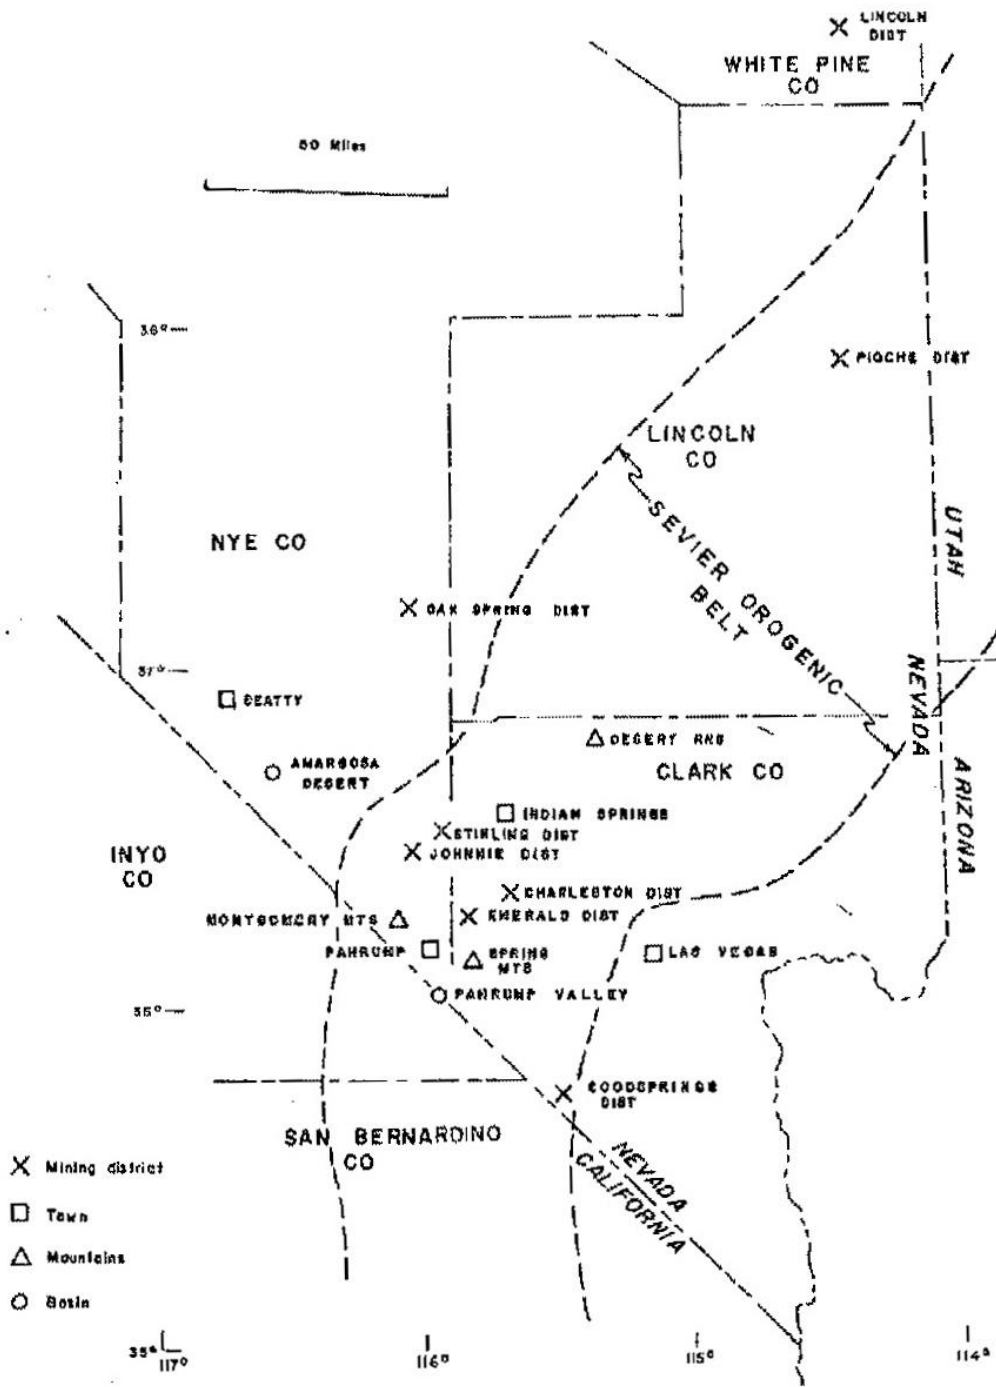 LINCOLN
DIST
WHITE PINE
CO
50 Miles
38°
PIOCHE DIST
LINCOLN
CO
SEVIER OROGENIC
BELT
UTAH
NYE CO
OAK SPRING DIST
37°
NEVADA
BEATTY
DESERT RNG
AMARGOSA
DESERT
CLARK CO
ARIZONA
INDIAN SPRINGS
STIRLING DIST
JOHNNIE DIST
INYO
CO
CHARLESTON DIST
MONTGOMERY MTS
EMERALD DIST
PAHRUMP
SPRING
MTS
LAS VEGAS
PAHRUMP VALLEY
36°
GOODSPRINGS
DIST
SAN BERNARDINO
CO
NEVADA
CALIFORNIA
Mining district
Town
Mountains
Basin
35°
117°
116°
115°
114°